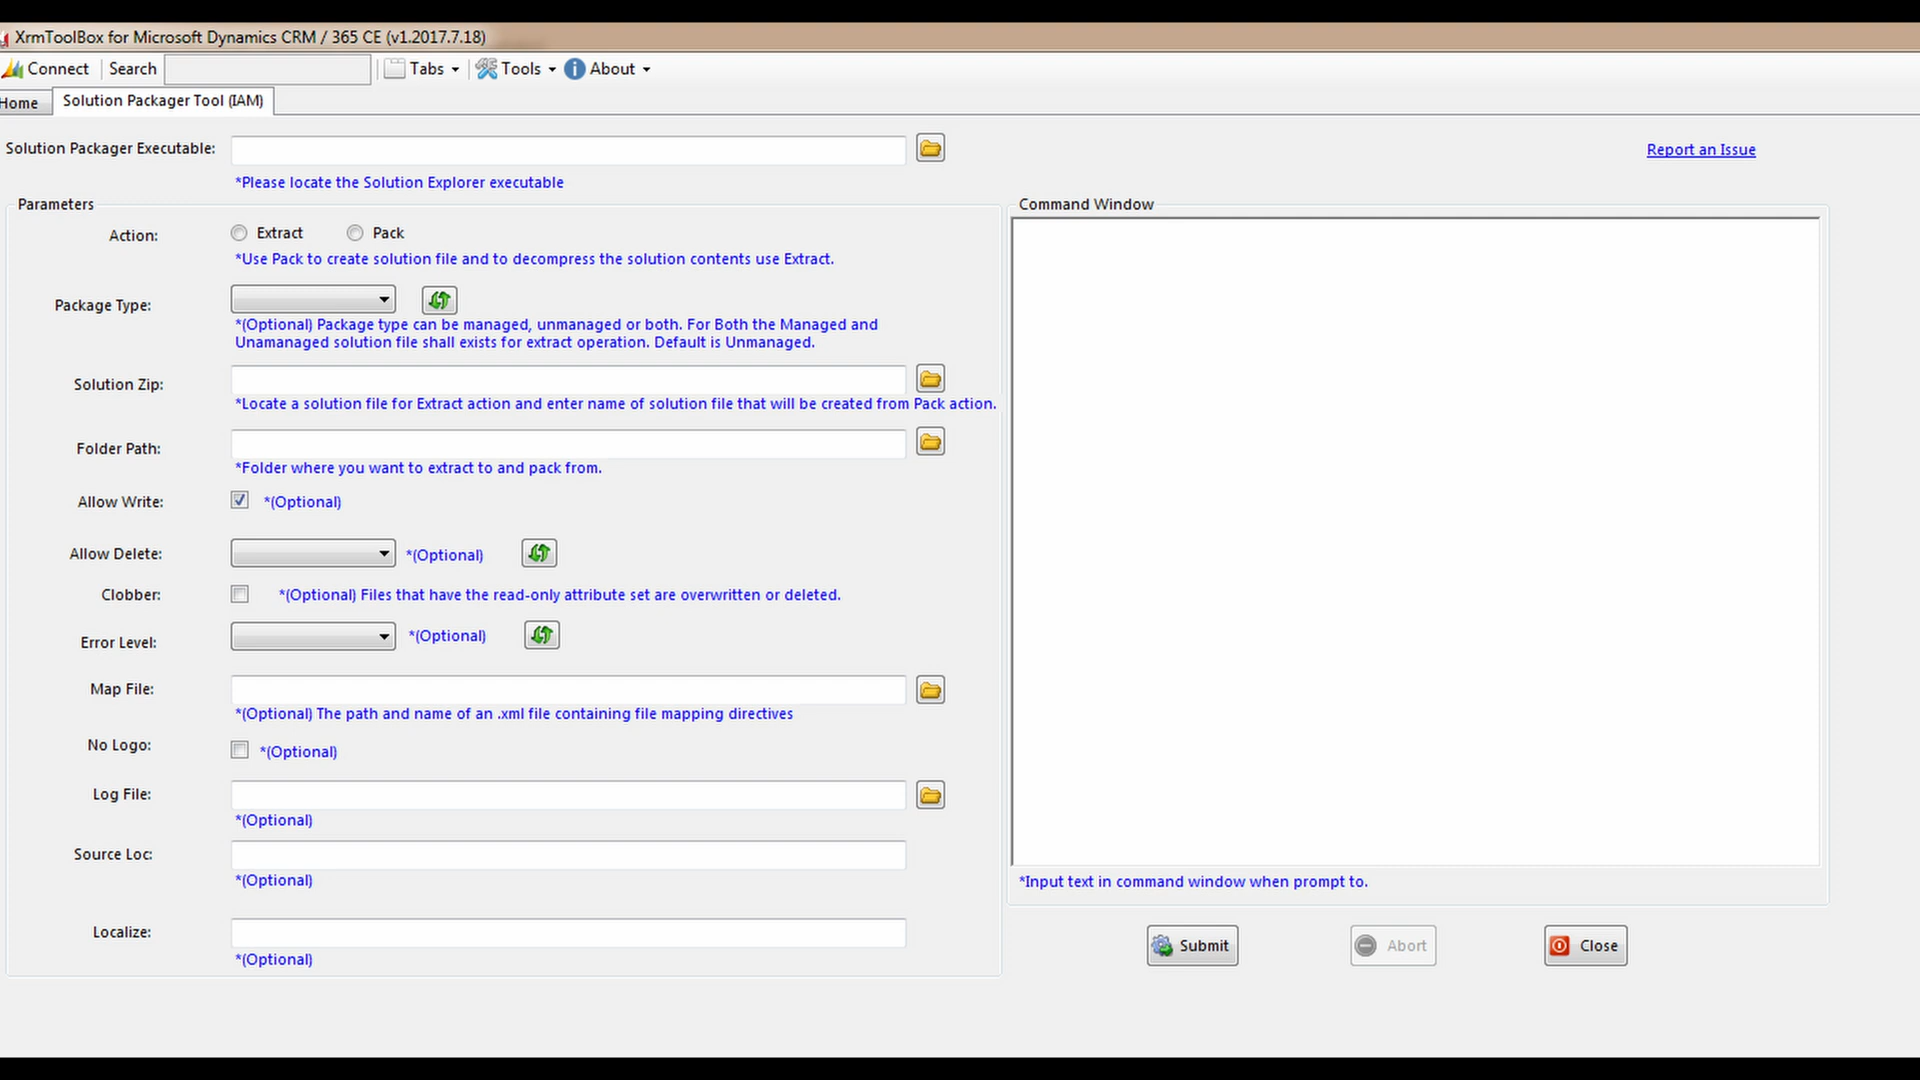 XrmToolBox for Microsoft Dynamics CRM / 365 CE (v1.2017.7.18)
Connect Search Tabs Tools About
Home Solution Packager Tool (IAM)
Solution Packager Executable:
Report an Issue
*Please locate the Solution Explorer executable
Parameters
Action: Extract Pack
*Use Pack to create solution file and to decompress the solution contents use Extract.
Package Type:
*(Optional) Package type can be managed, unmanaged or both. For Both the Managed and
Unamanaged solution file shall exists for extract operation. Default is Unmanaged.
Solution Zip:
*Locate a solution file for Extract action and enter name of solution file that will be created from Pack action.
Folder Path:
*Folder where you want to extract to and pack from.
Allow Write: *(Optional)
Allow Delete: *(Optional)
Clobber: *(Optional) Files that have the read-only attribute set are overwritten or deleted.
Error Level: *(Optional)
Map File:
*(Optional) The path and name of an .xml file containing file mapping directives
No Logo: *(Optional)
Log File:
*(Optional)
Source Loc:
*(Optional)
Localize:
*(Optional)
Command Window
*Input text in command window when prompt to.
Submit Abort Close